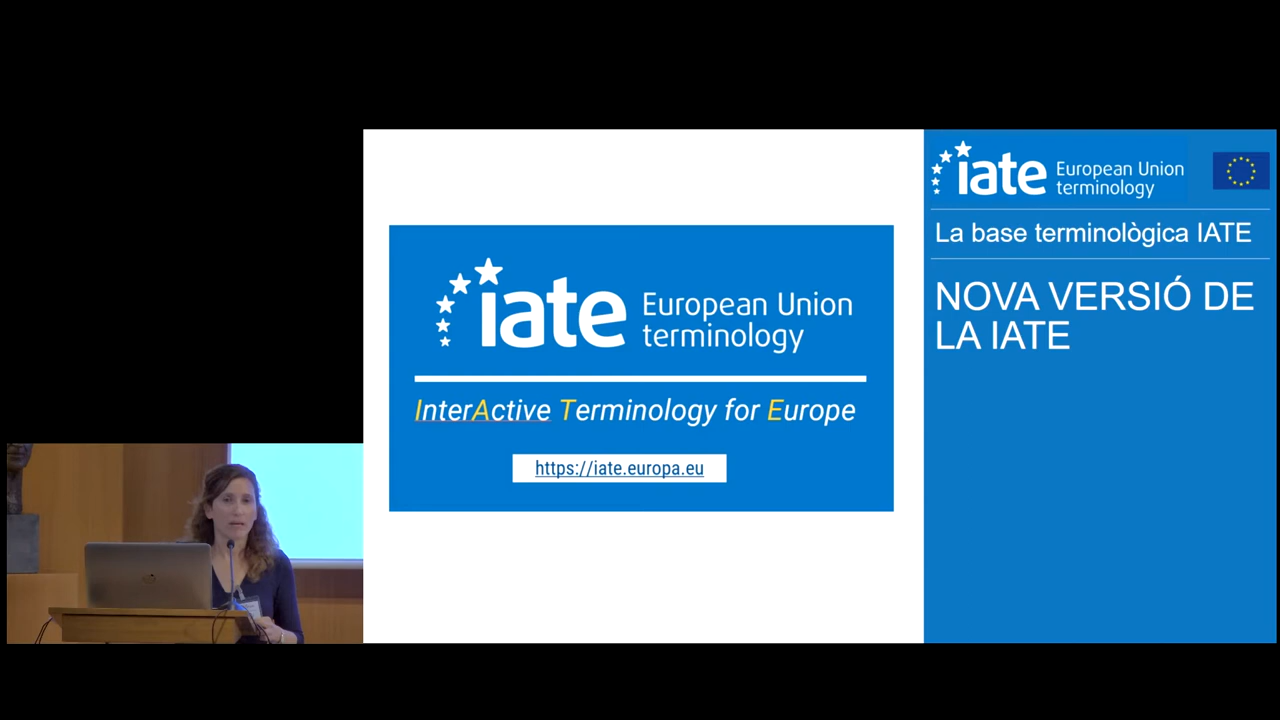 iate European Union
terminology
InterActive Terminology for Europe
https://iate.europa.eu
iate European Union
terminology
La base terminològica IATE
NOVA VERSIÓ DE
LA IATE